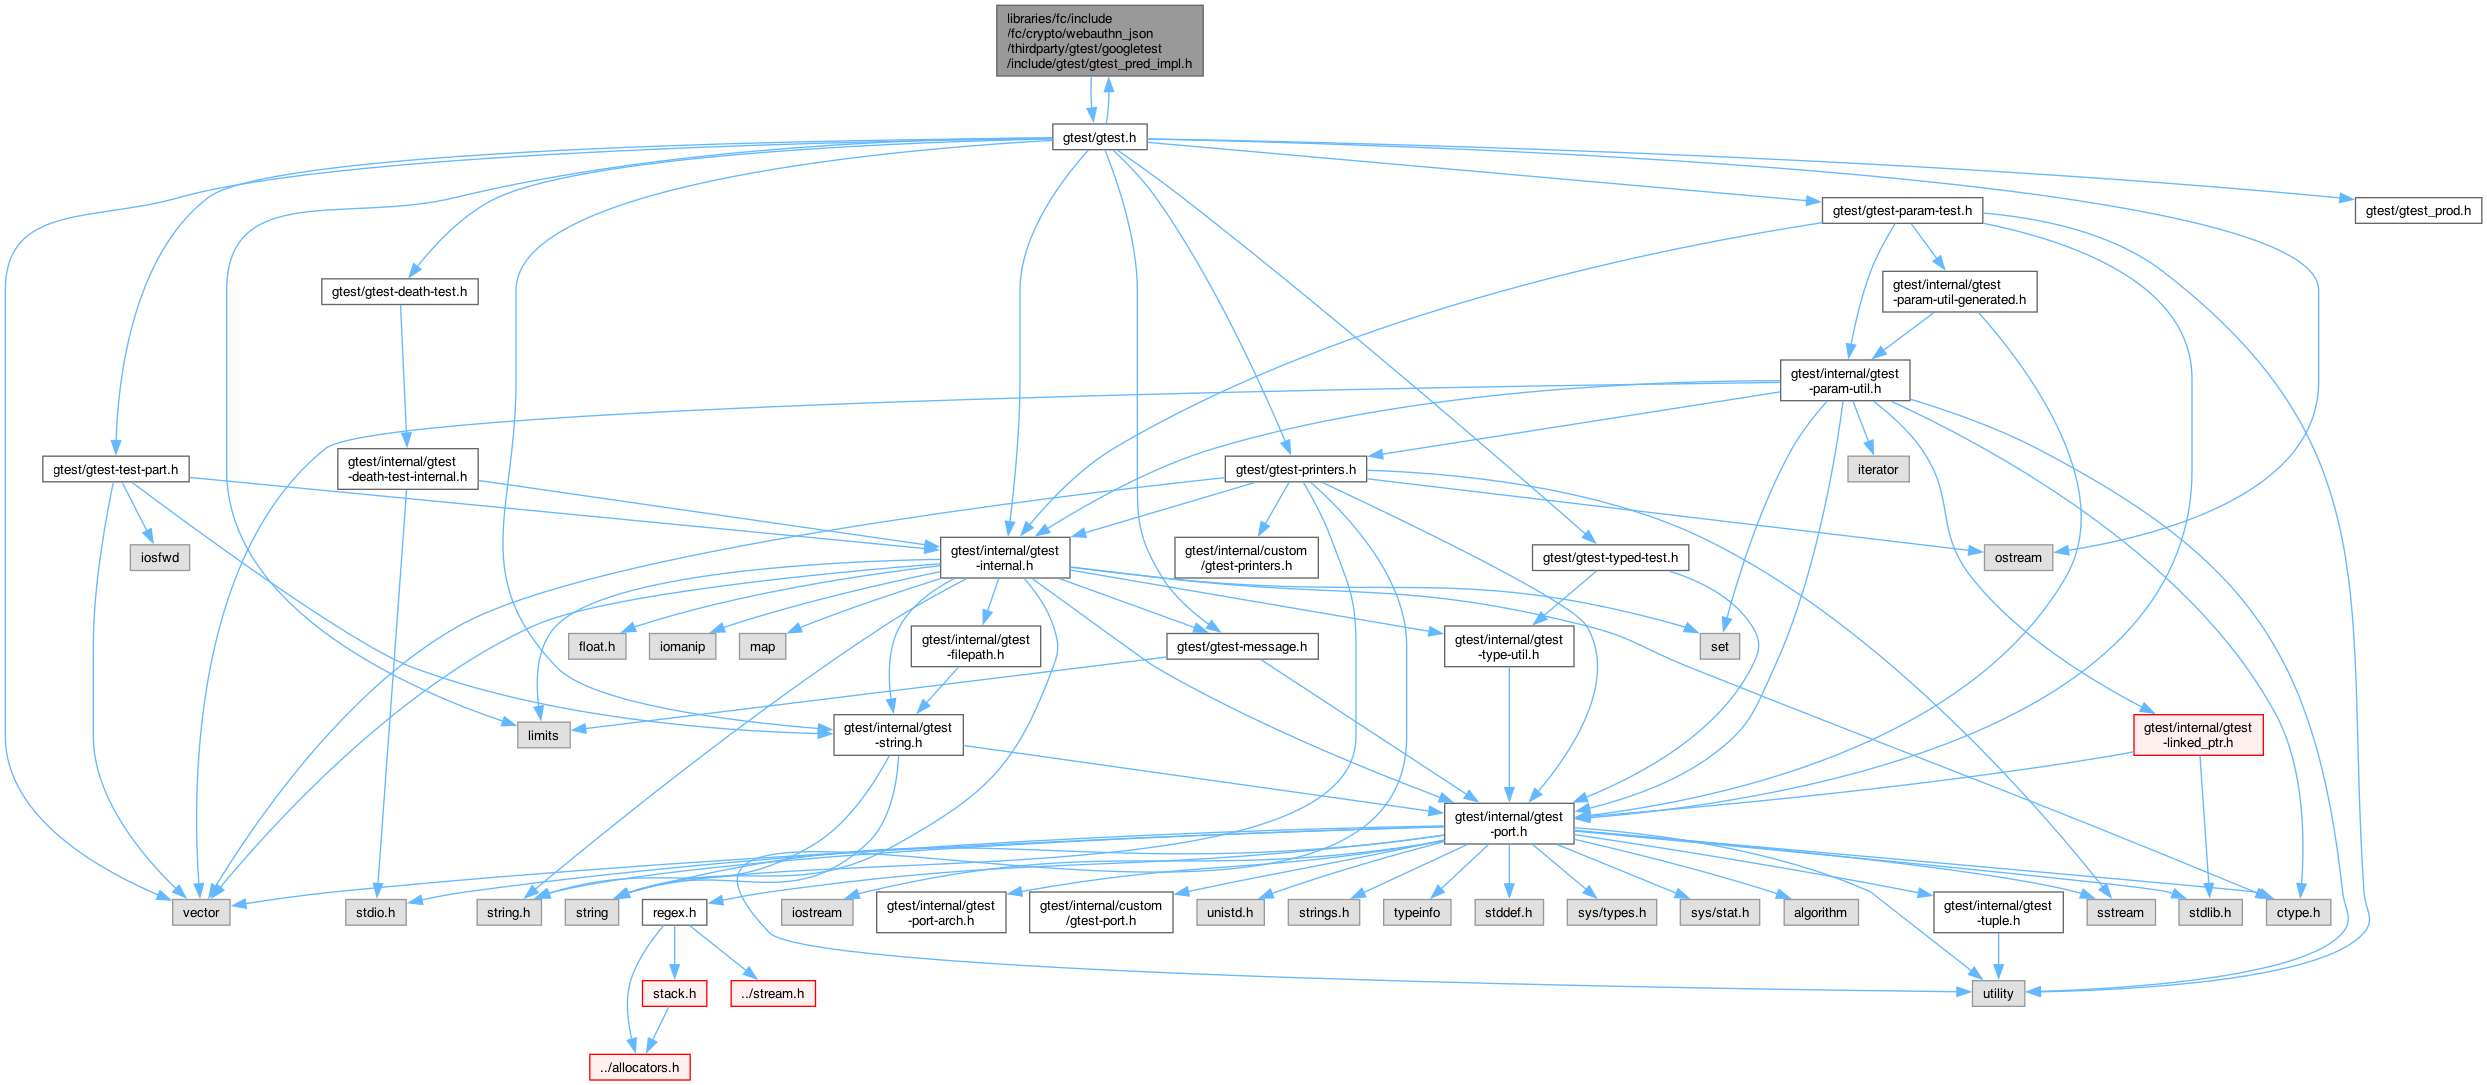 libraries/fc/include
/fc/crypto/webauthn_json
/thirdparty/gtest/googletest
/include/gtest/gtest_pred_impl.h
gtest/gtest.h
gtest/gtest-param-test.h
gtest/gtest_prod.h
gtest/gtest-death-test.h
gtest/internal/gtest
-param-util-generated.h
gtest/internal/gtest
-param-util.h
gtest/gtest-test-part.h
gtest/internal/gtest
-death-test-internal.h
gtest/gtest-printers.h
iterator
iosfwd
gtest/internal/gtest
-internal.h
gtest/internal/custom
/gtest-printers.h
gtest/gtest-typed-test.h
ostream
float.h
iomanip
map
gtest/internal/gtest
-filepath.h
gtest/gtest-message.h
gtest/internal/gtest
-type-util.h
set
limits
gtest/internal/gtest
-string.h
gtest/internal/gtest
-linked_ptr.h
gtest/internal/gtest
-port.h
vector
stdio.h
string.h
string
regex.h
iostream
gtest/internal/gtest
-port-arch.h
gtest/internal/custom
/gtest-port.h
unistd.h
strings.h
typeinfo
stddef.h
sys/types.h
sys/stat.h
algorithm
gtest/internal/gtest
-tuple.h
sstream
stdlib.h
ctype.h
stack.h
../stream.h
utility
../allocators.h